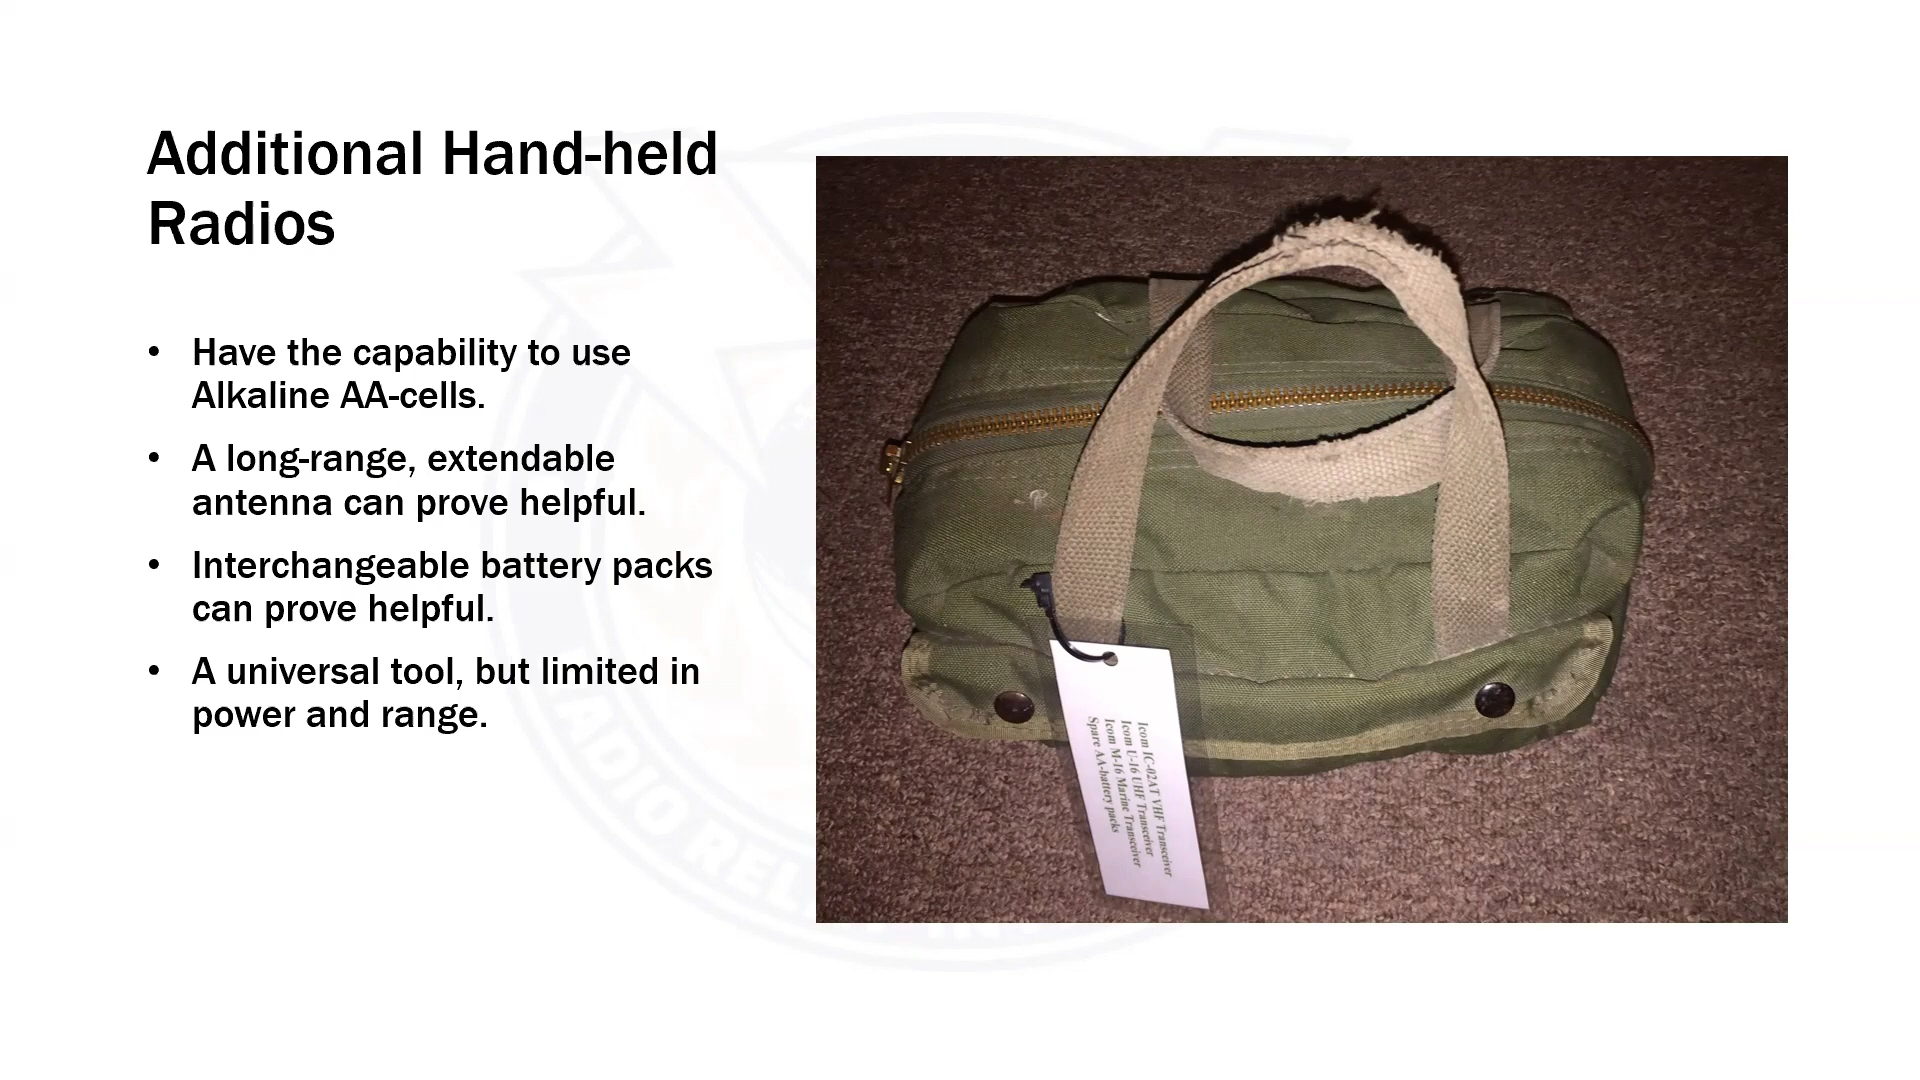 Additional Hand-held
Radios
• Have the capability to use
Alkaline AA-cells.
• A long-range, extendable
antenna can prove helpful.
• Interchangeable battery packs
can prove helpful.
• A universal tool, but limited in
power and range.
Icom IC-02AT VHF Transceiver
Icom U-16 UHF Transceiver
Icom M-16 Marine Transceiver
Spare AA-battery packs
RADIO REL